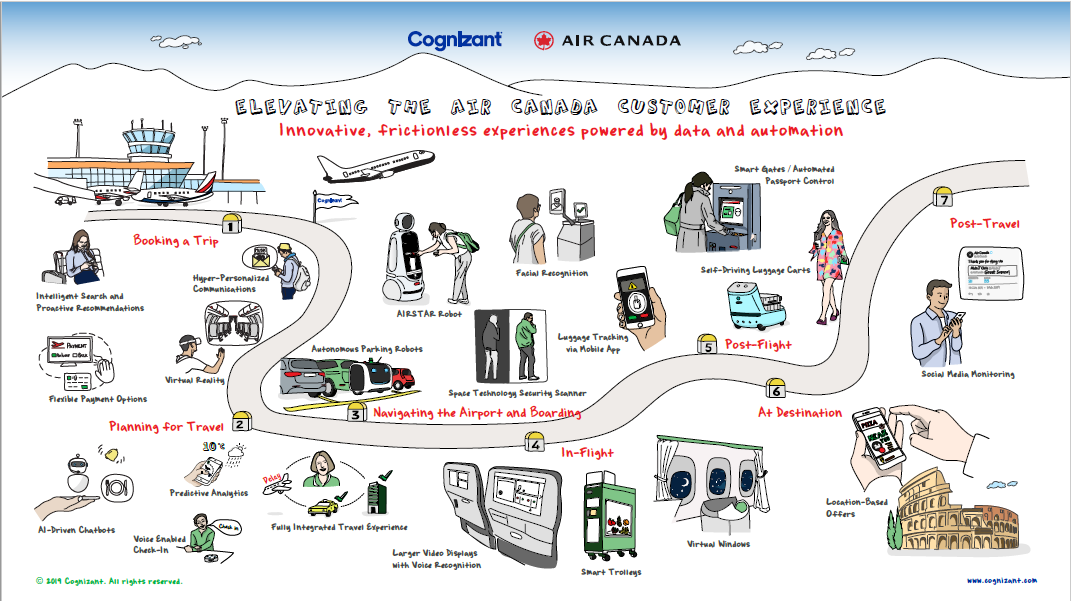 Cognizant
AIR CANADA
ELEVATING THE AIR CANADA CUSTOMER EXPERIENCE
Innovative, frictionless experiences powered by data and automation
Cognizant
1
Booking a Trip
Intelligent Search and
Proactive Recommendations
Hyper-Personalized
Communications
PAYMENT
Flexible Payment Options
Virtual Reality
2
Planning for Travel
AI-Driven Chatbots
10°C
Predictive Analytics
Check in
Voice Enabled
Check-In
Delay
Fully Integrated Travel Experience
AIRSTAR Robot
Facial Recognition
Autonomous Parking Robots
Space Technology Security Scanner
3
Navigating the Airport and Boarding
4
In-Flight
Larger Video Displays
with Voice Recognition
Smart Trolleys
Virtual Windows
Smart Gates / Automated
Passport Control
Self-Driving Luggage Carts
Luggage Tracking
via Mobile App
5
Post-Flight
6
At Destination
PIZZA
Location-Based
Offers
7
Post-Travel
Social Media Monitoring
© 2019 Cognizant. All rights reserved.
www.cognizant.com